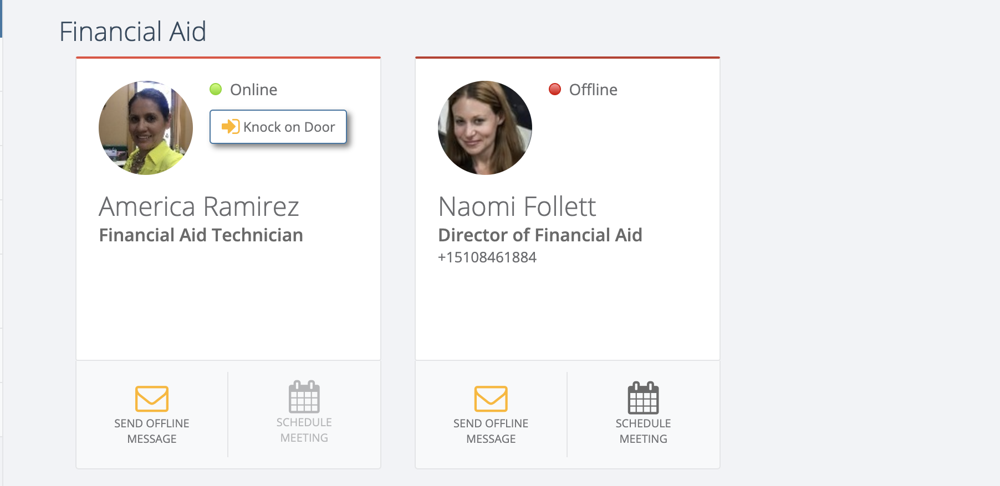 Financial Aid
Online
Knock on Door
America Ramirez
Financial Aid Technician
SEND OFFLINE
MESSAGE
SCHEDULE
MEETING
Offline
Naomi Follett
Director of Financial Aid
+15108461884
SEND OFFLINE
MESSAGE
SCHEDULE
MEETING